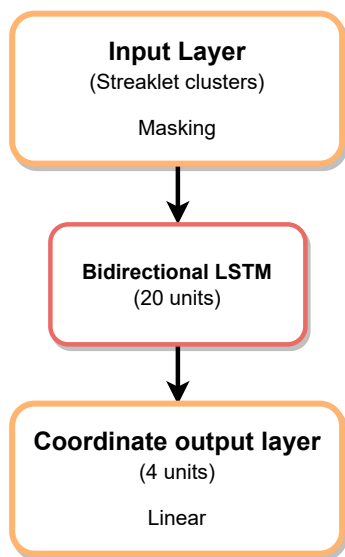 Input Layer
(Streaklet clusters)
Masking
Bidirectional LSTM
(20 units)
Coordinate output layer
(4 units)
Linear